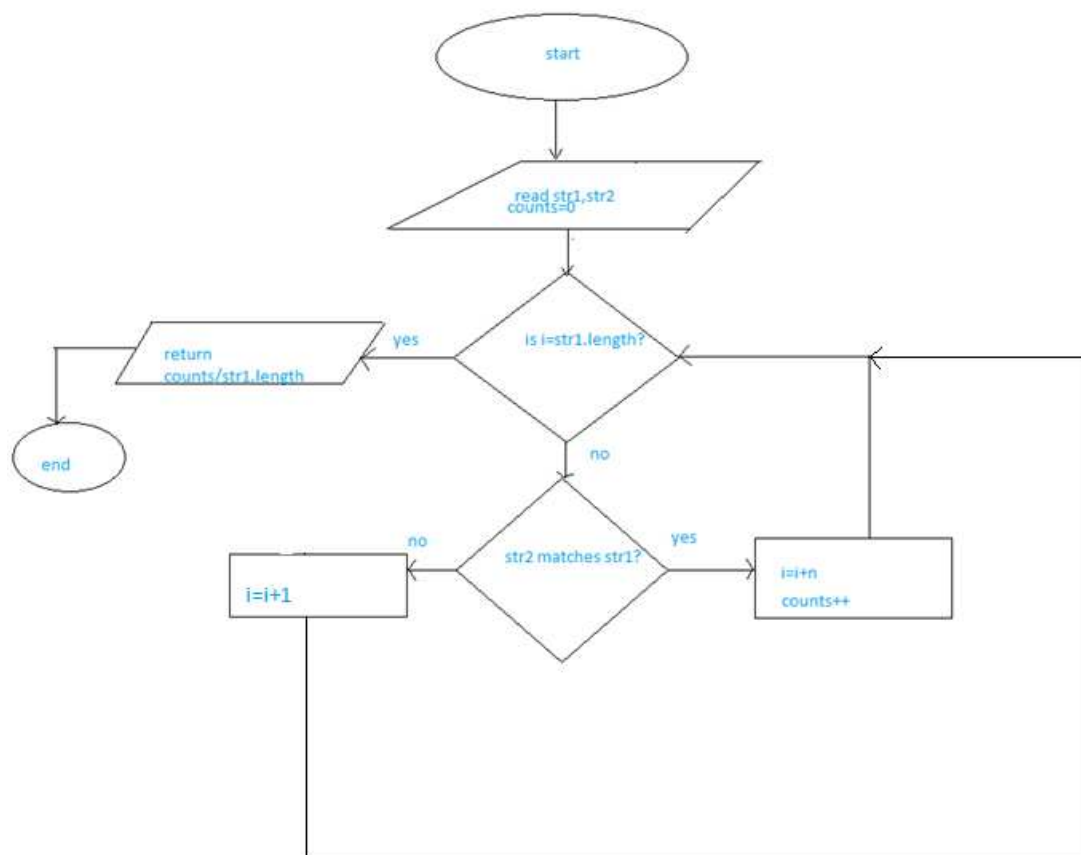 start
read str1,str2
counts=0
is i=str1.length?
yes
return
counts/str1.length
end
no
str2 matches str1?
no
yes
i=i+1
i=i+n
counts++